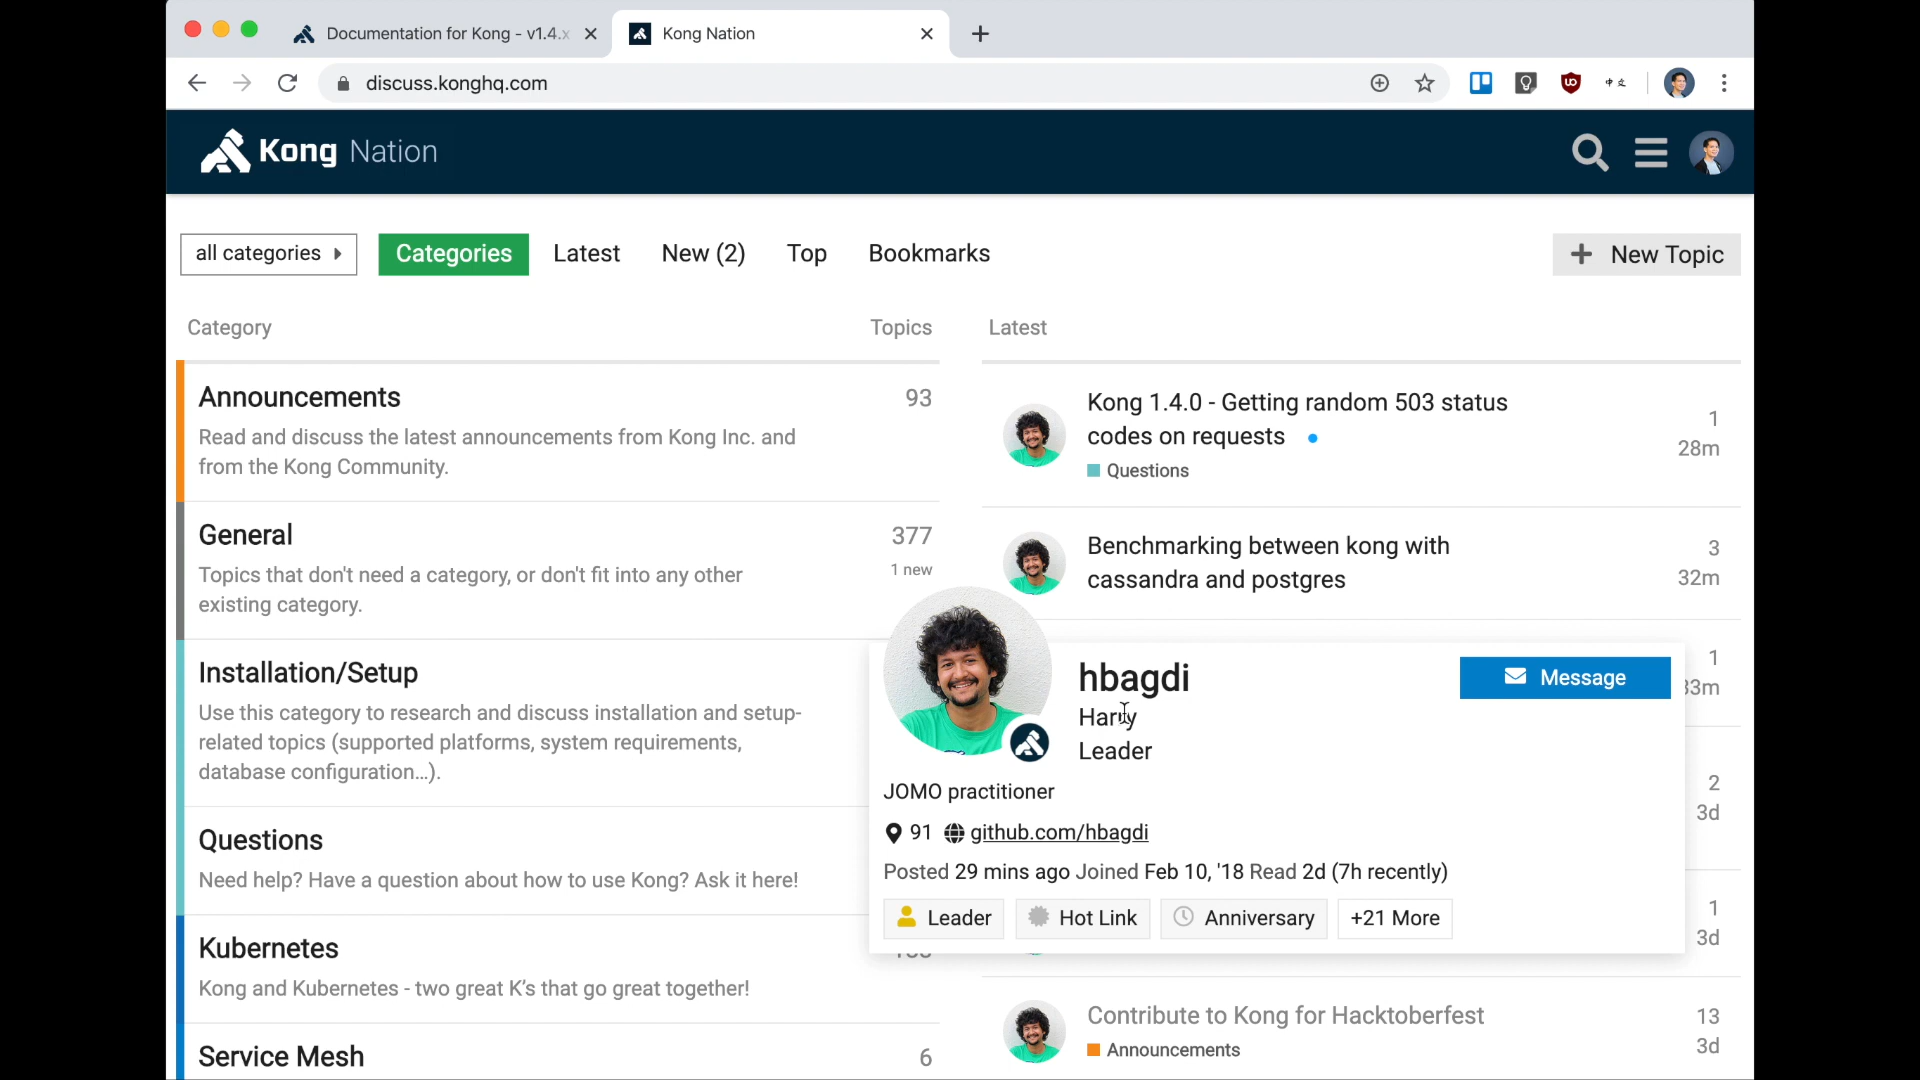 Documentation for Kong - v1.4.x
Kong Nation
discuss.konghq.com
Kong Nation
all categories
Categories
Latest
New (2)
Top
Bookmarks
New Topic
Category
Topics
Latest
Announcements
93
Read and discuss the latest announcements from Kong Inc. and
from the Kong Community.
General
377
1 new
Topics that don't need a category, or don't fit into any other
existing category.
Installation/Setup
Use this category to research and discuss installation and setup-
related topics (supported platforms, system requirements,
database configuration…).
Questions
Need help? Have a question about how to use Kong? Ask it here!
Kubernetes
Kong and Kubernetes - two great K's that go great together!
Service Mesh
6
Kong 1.4.0 - Getting random 503 status
codes on requests
Questions
1
28m
Benchmarking between kong with
cassandra and postgres
3
32m
1
33m
hbagdi
Harry
Leader
Message
JOMO practitioner
91 github.com/hbagdi
Posted 29 mins ago Joined Feb 10, '18 Read 2d (7h recently)
Leader
Hot Link
Anniversary
+21 More
2
3d
1
3d
Contribute to Kong for Hacktoberfest
Announcements
13
3d